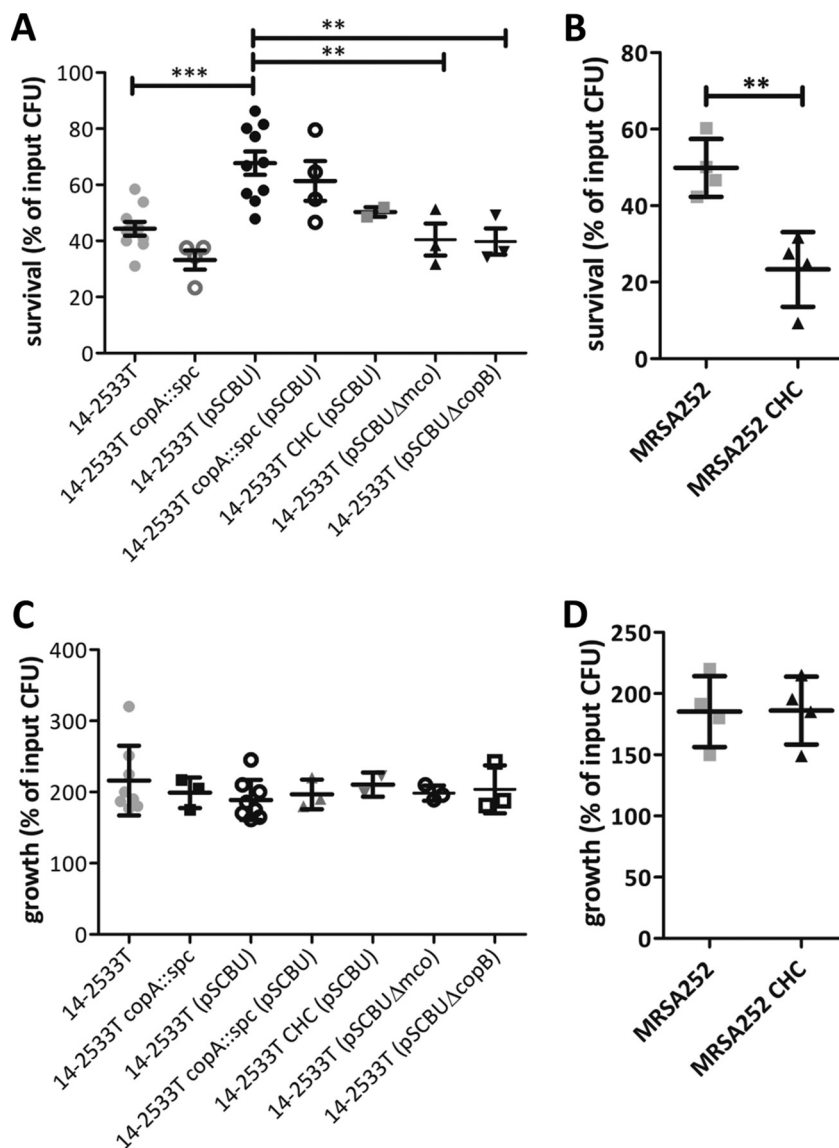 A
B
**
**
***
**
survival (% of input CFU)
100
80
60
40
20
0
14-2533T
14-2533T copA::spc
14-2533T (pSCBU)
14-2533T copA::spc (pSCBU)
14-2533T CHC (pSCBU)
14-2533T (pSCBUΔmco)
14-2533T (pSCBUΔcopB)
survival (% of input CFU)
80
60
40
20
0
MRSA252
MRSA252 CHC
C
D
growth (% of input CFU)
400
300
200
100
0
14-2533T
14-2533T copA::spc
14-2533T (pSCBU)
14-2533T copA::spc (pSCBU)
14-2533T CHC (pSCBU)
14-2533T (pSCBUΔmco)
14-2533T (pSCBUΔcopB)
growth (% of input CFU)
250
200
150
100
50
0
MRSA252
MRSA252 CHC